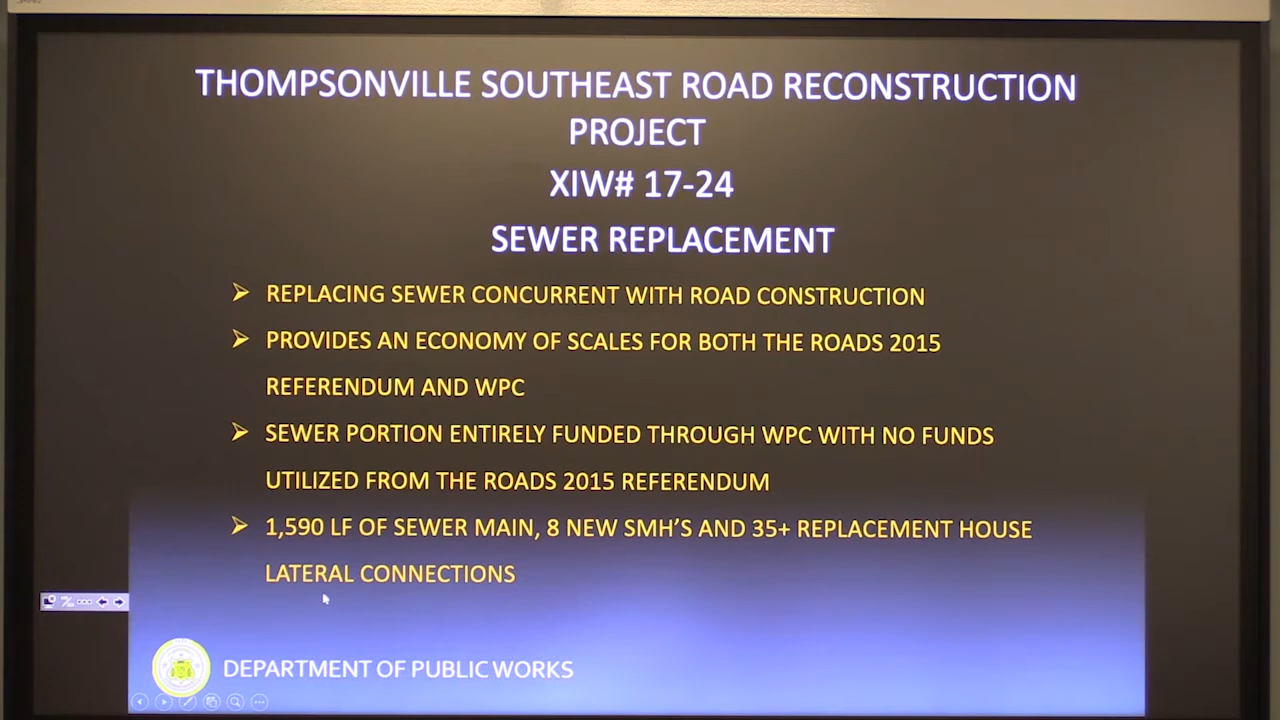 THOMPSONVILLE SOUTHEAST ROAD RECONSTRUCTION
PROJECT
XIW# 17-24
SEWER REPLACEMENT
➢ REPLACING SEWER CONCURRENT WITH ROAD CONSTRUCTION
➢ PROVIDES AN ECONOMY OF SCALES FOR BOTH THE ROADS 2015
REFERENDUM AND WPC
➢ SEWER PORTION ENTIRELY FUNDED THROUGH WPC WITH NO FUNDS
UTILIZED FROM THE ROADS 2015 REFERENDUM
➢ 1,590 LF OF SEWER MAIN, 8 NEW SMH'S AND 35+ REPLACEMENT HOUSE
LATERAL CONNECTIONS
DEPARTMENT OF PUBLIC WORKS